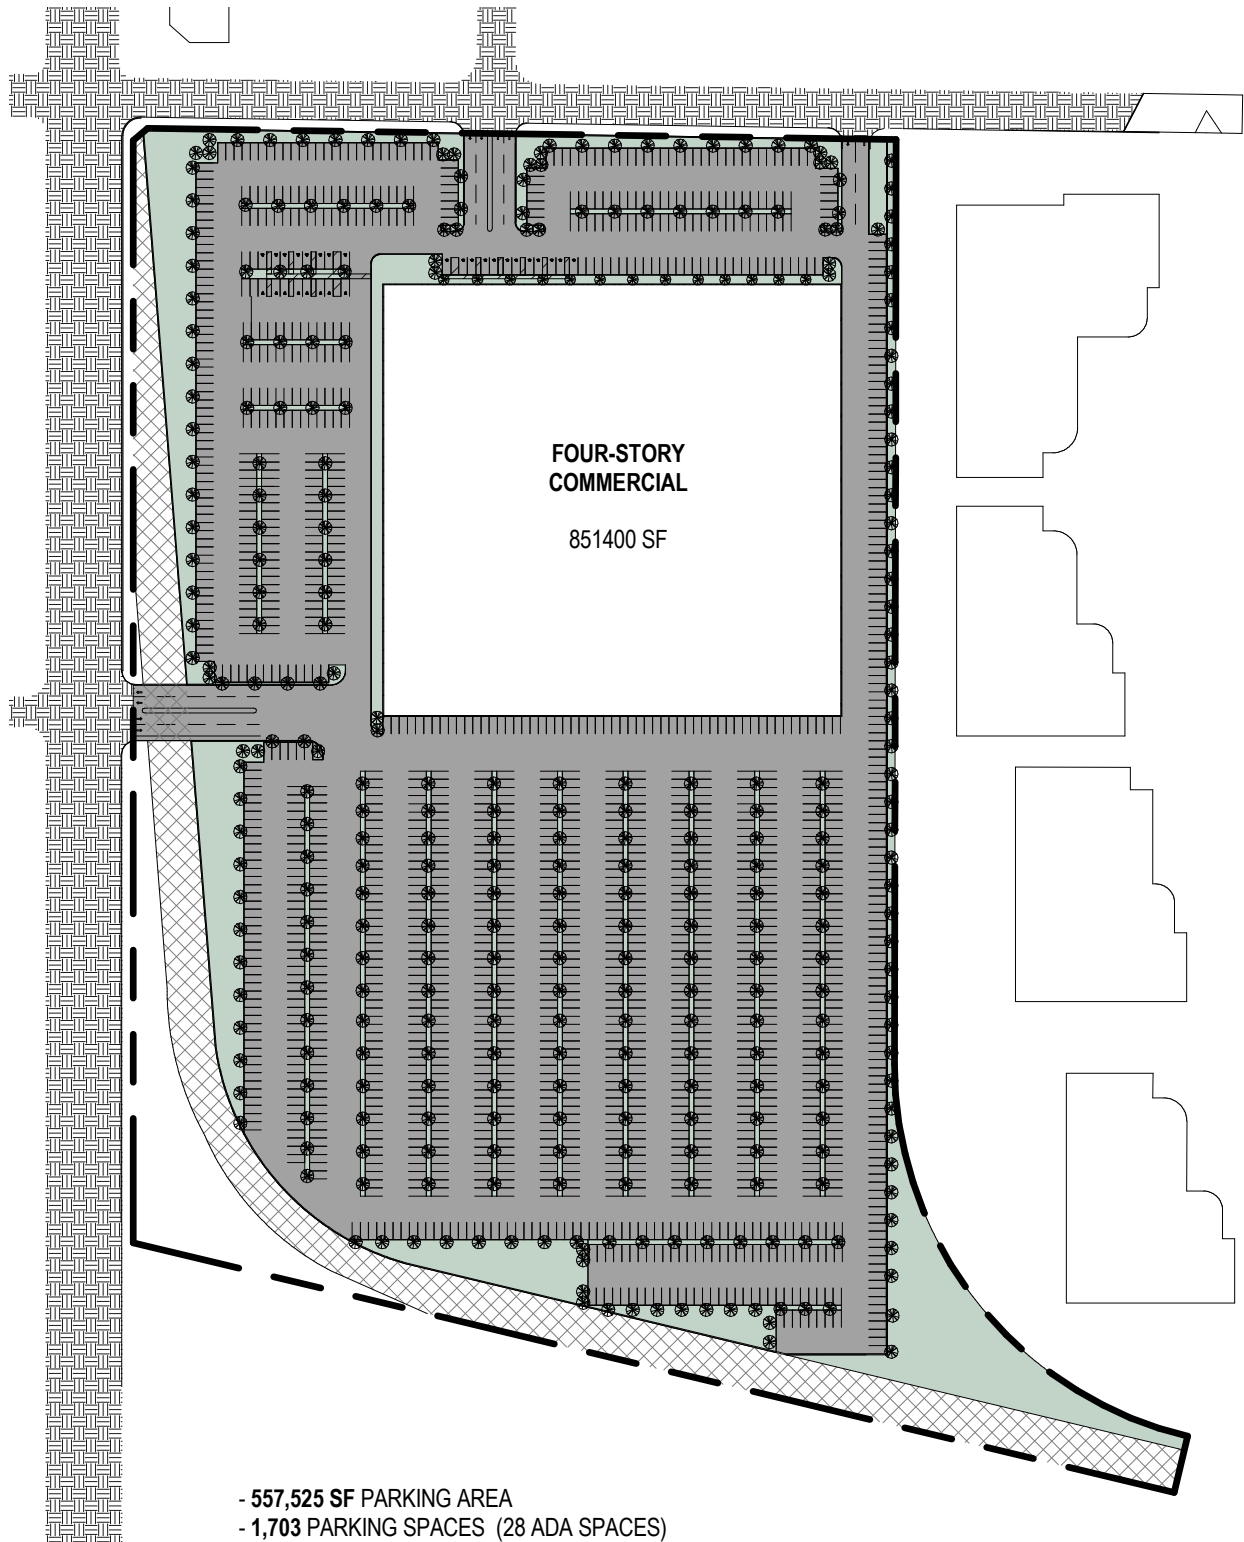 FOUR-STORY
COMMERCIAL
851400 SF
- 557,525 SF PARKING AREA
- 1,703 PARKING SPACES (28 ADA SPACES)